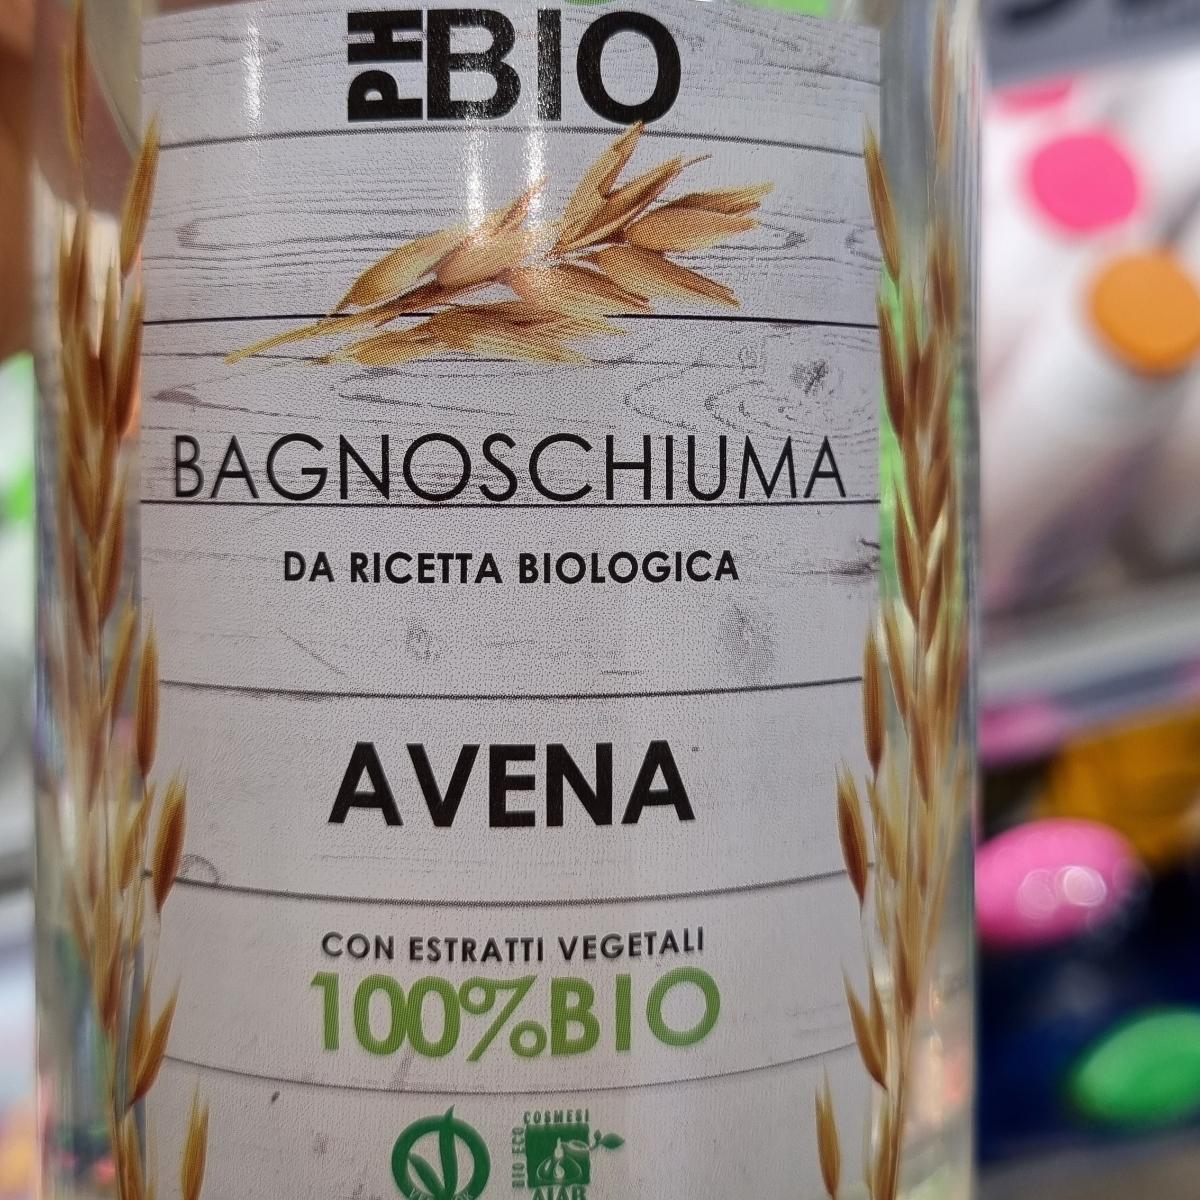 PH BIO
BAGNOSCHIUMA
DA RICETTA BIOLOGICA
AVENA
CON ESTRATTI VEGETALI
100%BIO
BIO ECO COSMESI
AIAB